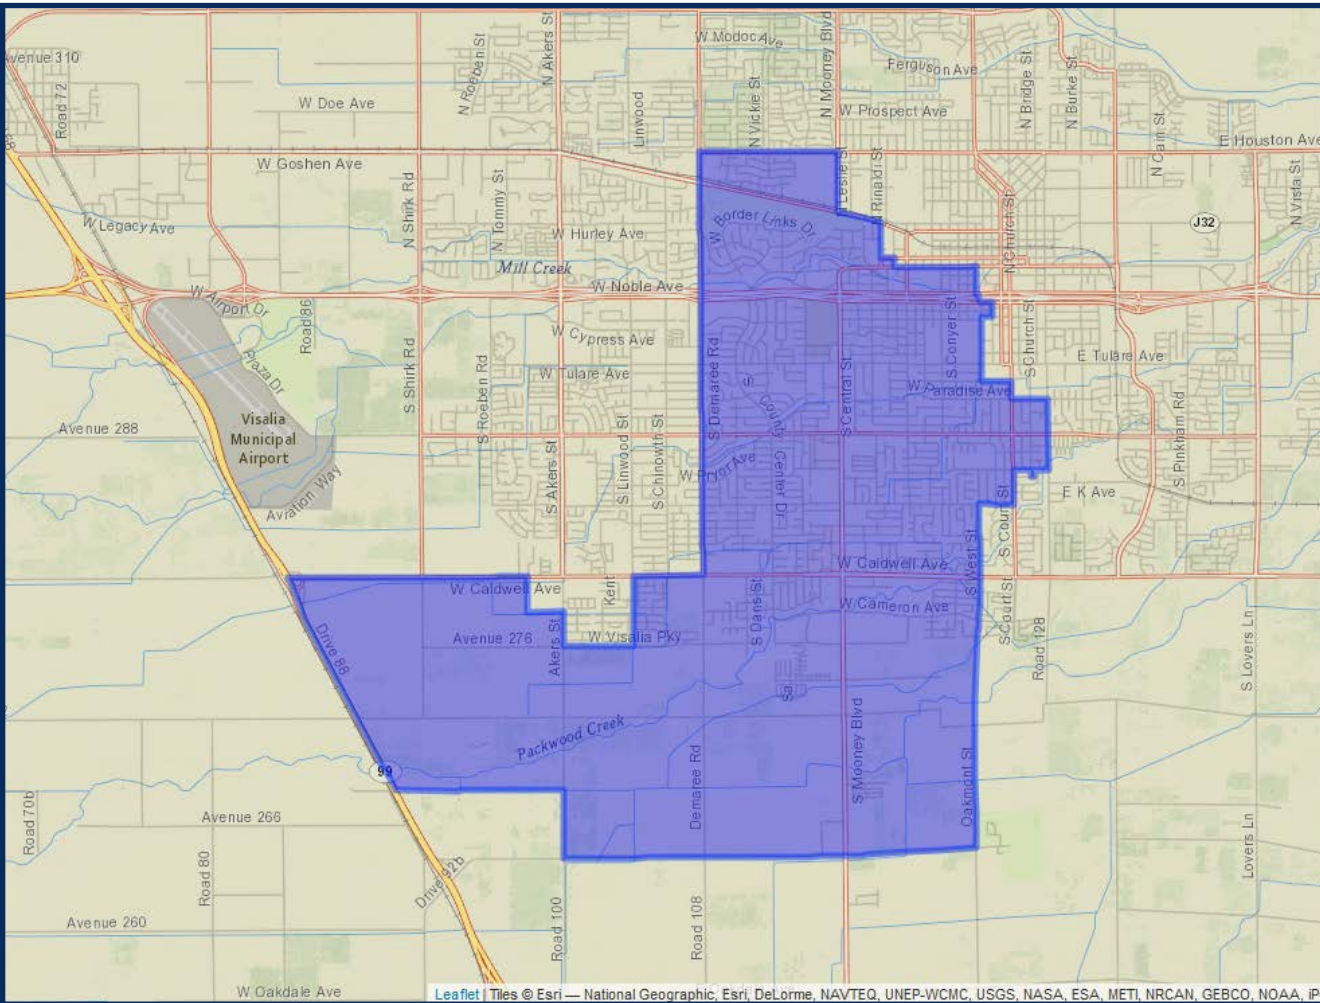 W Modoc Ave
Avenue 310
N Akers St
N Mooney Blvd
N Roeben St
Ferguson Ave
N Bridge St
N Burke St
Road 72
W Doe Ave
Linwood
N Vickie St
W Prospect Ave
N Cain St
E Houston Ave
W Goshen Ave
Leslie St
N Rinaldi St
N Shirk Rd
N Tommy St
N Vista St
W Legacy Ave
W Hurley Ave
W Border Links Dr
N Church St
J32
Mill Creek
W Noble Ave
W Airport Dr
Road 86
W Cypress Ave
S Conyer St
S Church St
Plaza Dr
S Shirk Rd
S Roeben Rd
W Tulare Ave
S Demaree Rd
S County Center Dr
S Central St
W Paradise Ave
E Tulare Ave
Visalia
Municipal
Airport
Avenue 288
S Akers St
S Linwood St
S Chinowth St
W Pryor Ave
S Pinkham Rd
Aviation Way
E K Ave
S Court St
W Caldwell Ave
Kent
W Caldwell Ave
S West St
W Cameron Ave
S Dans St
S Court St
Road 128
S Lovers Ln
Drive 88
Avenue 276
Akers St
W Visalia Pky
Sa
Packwood Creek
99
Demaree Rd
S Mooney Blvd
Oakmont St
Road 70b
Avenue 266
Lovers Ln
Road 80
Drive 92b
Avenue 260
Road 100
Road 108
W Oakdale Ave
Leaflet | Tiles © Esri — National Geographic, Esri, DeLorme, NAVTEQ, UNEP-WCMC, USGS, NASA, ESA, METI, NRCAN, GEBCO, NOAA, iP